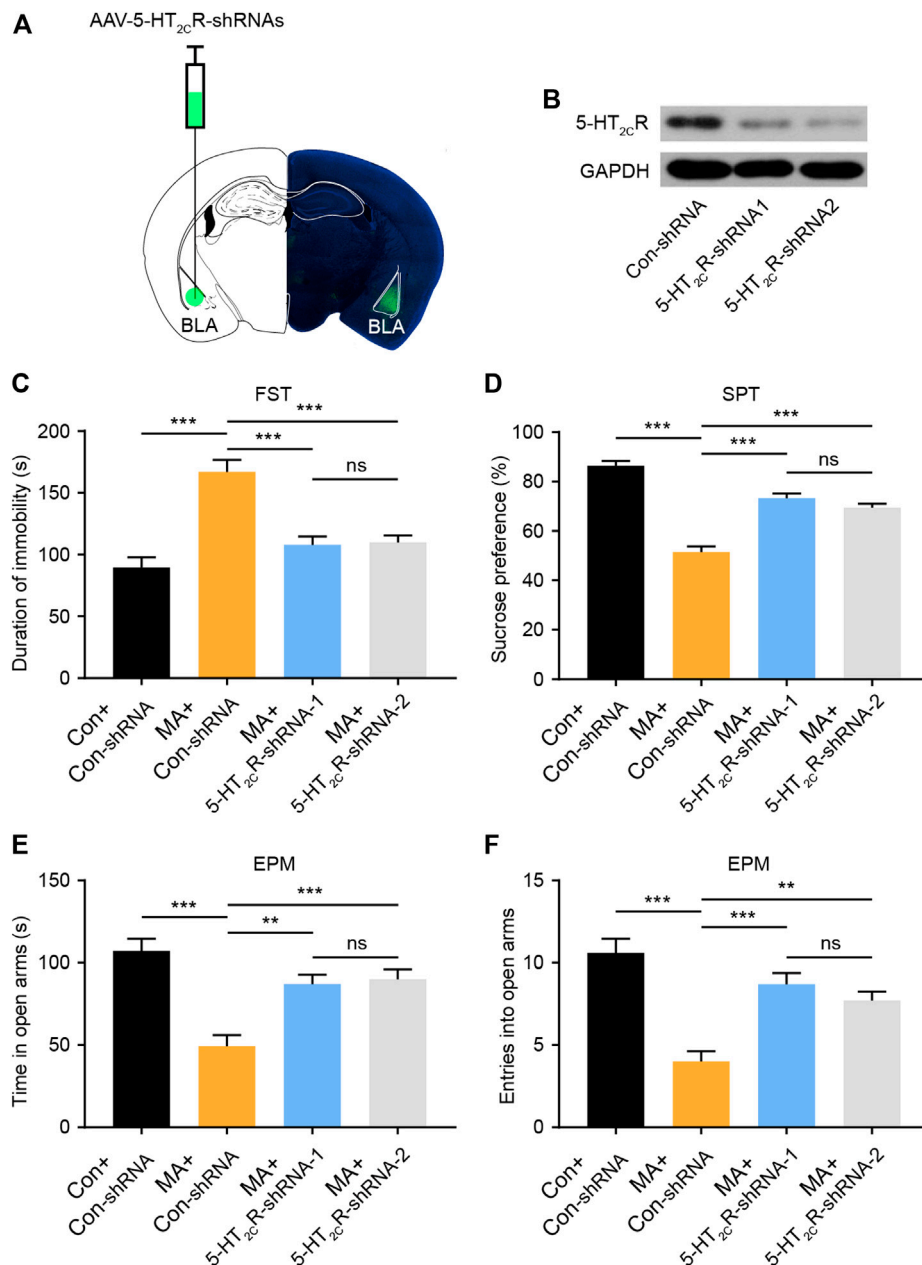 A
AAV-5-HT2CR-shRNAs
BLA
BLA
B
5-HT2CR
GAPDH
Con-shRNA
5-HT2CR-shRNA1
5-HT2CR-shRNA2
C
FST
Duration of immobility (s)
200
150
100
50
0
***
***
***
ns
Con+
Con-shRNA
MA+
Con-shRNA
MA+
5-HT2CR-shRNA-1
MA+
5-HT2CR-shRNA-2
D
SPT
Sucrose preference (%)
100
80
60
40
20
0
***
***
***
ns
Con+
Con-shRNA
MA+
Con-shRNA
MA+
5-HT2CR-shRNA-1
MA+
5-HT2CR-shRNA-2
E
EPM
Time in open arms (s)
150
100
50
0
***
***
**
ns
Con+
Con-shRNA
MA+
Con-shRNA
MA+
5-HT2CR-shRNA-1
MA+
5-HT2CR-shRNA-2
F
EPM
Entries into open arms
15
10
5
0
**
***
***
ns
Con+
Con-shRNA
MA+
Con-shRNA
MA+
5-HT2CR-shRNA-1
MA+
5-HT2CR-shRNA-2